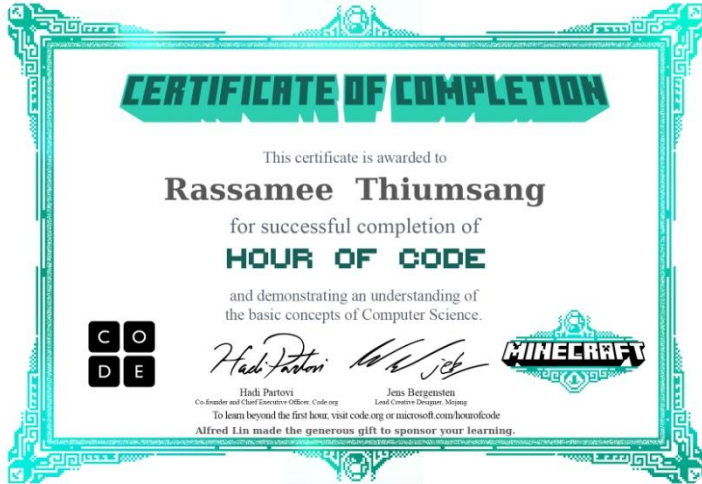 CERTIFICATE OF COMPLETION
This certificate is awarded to
Rassamee Thiumsang
for successful completion of
HOUR OF CODE
and demonstrating an understanding of
the basic concepts of Computer Science.
C O
D E
Hadi Partovi
Jeb
MINECRAFT
Hadi Partovi
Co-founder and Chief Executive Officer, Code.org
Jens Bergensten
Lead Creative Designer, Mojang
To learn beyond the first hour, visit code.org or microsoft.com/hourofcode
Alfred Lin made the generous gift to sponsor your learning.